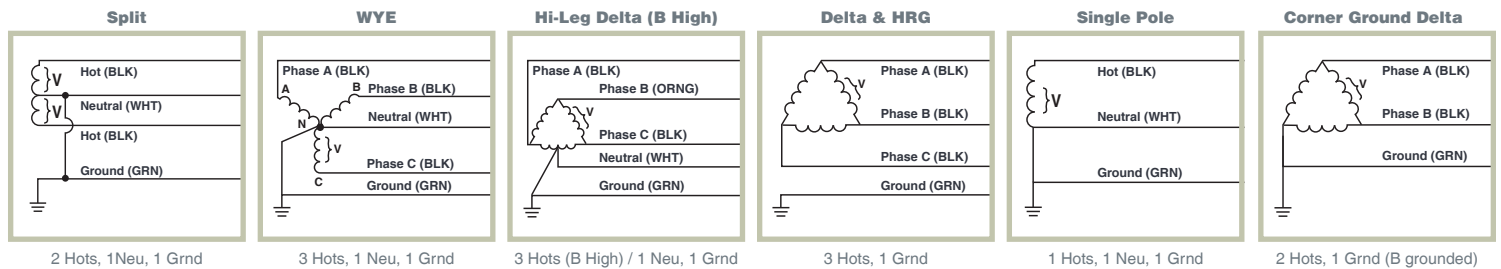 Split
Hot (BLK)
V
Neutral (WHT)
V
Hot (BLK)
Ground (GRN)
2 Hots, 1Neu, 1 Grnd
WYE
Phase A (BLK)
A
B
Phase B (BLK)
N
Neutral (WHT)
V
Phase C (BLK)
C
Ground (GRN)
3 Hots, 1 Neu, 1 Grnd
Hi-Leg Delta (B High)
Phase A (BLK)
Phase B (ORNG)
V
Phase C (BLK)
Neutral (WHT)
Ground (GRN)
3 Hots (B High) / 1 Neu, 1 Grnd
Delta & HRG
Phase A (BLK)
V
Phase B (BLK)
Phase C (BLK)
Ground (GRN)
3 Hots, 1 Grnd
Single Pole
Hot (BLK)
V
Neutral (WHT)
Ground (GRN)
1 Hots, 1 Neu, 1 Grnd
Corner Ground Delta
Phase A (BLK)
V
Phase B (BLK)
Ground (GRN)
2 Hots, 1 Grnd (B grounded)